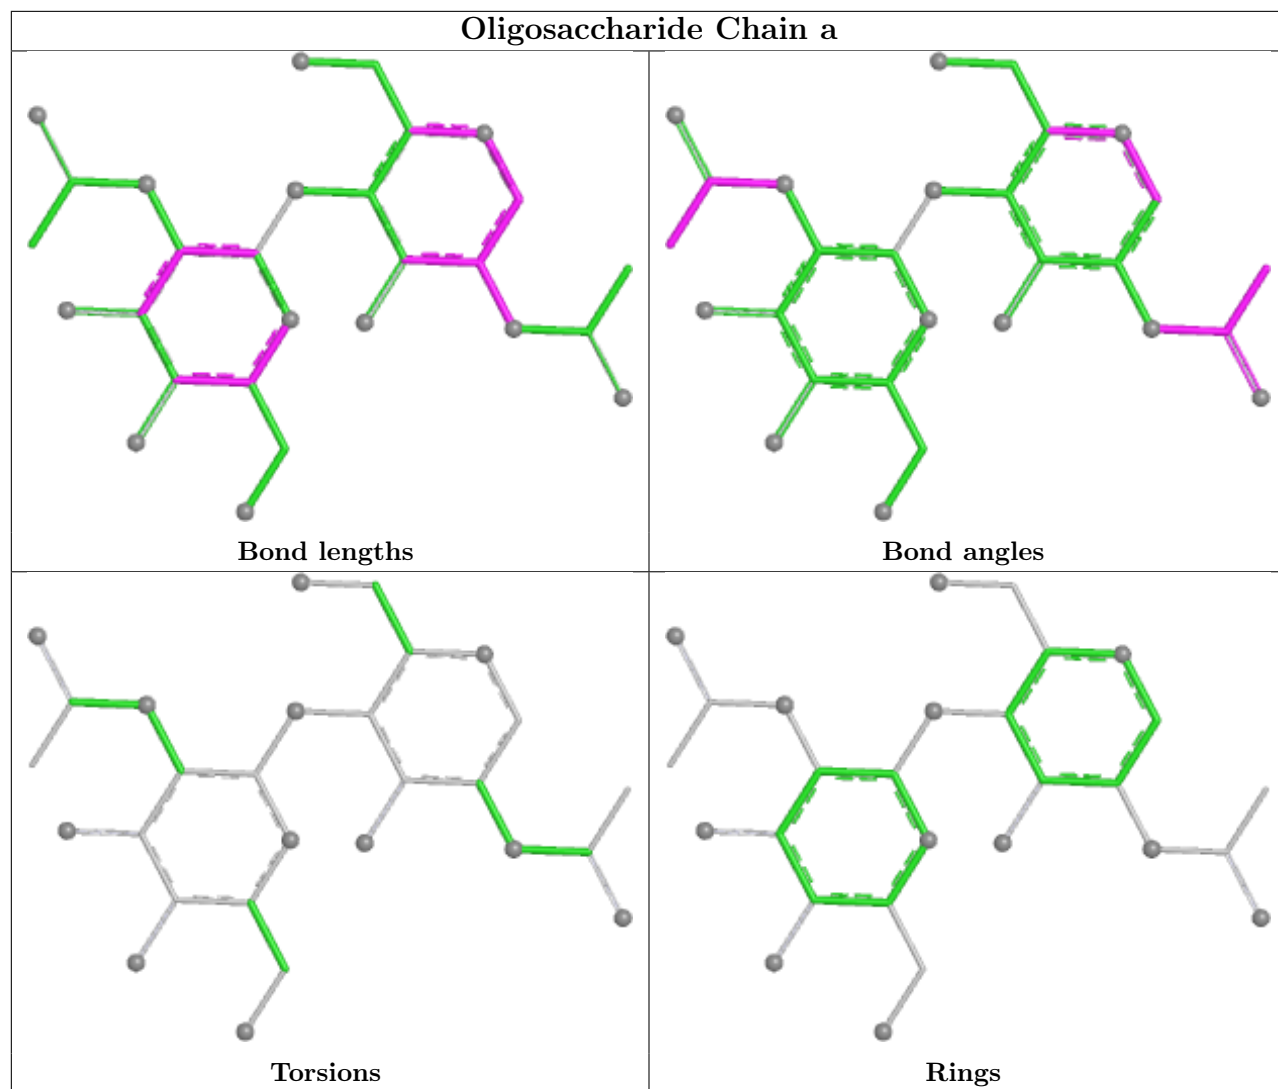 Oligosaccharide Chain a
Bond lengths
Bond angles
Torsions
Rings